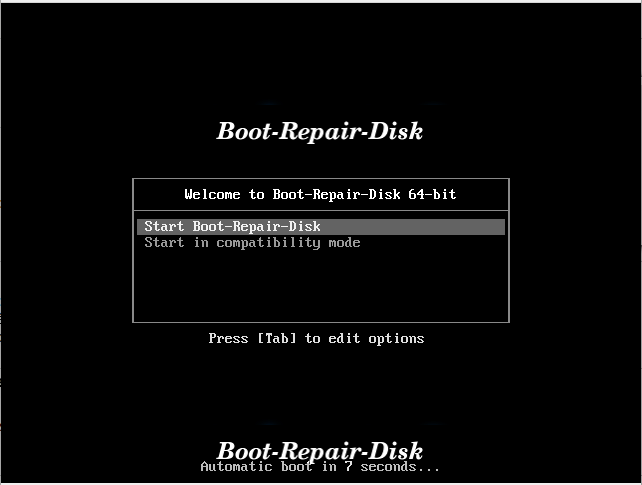 Boot-Repair-Disk
Welcome to Boot-Repair-Disk 64-bit
Start Boot-Repair-Disk
Start in compatibility mode
Press [Tab] to edit options
Boot-Repair-Disk
Automatic boot in 7 seconds...